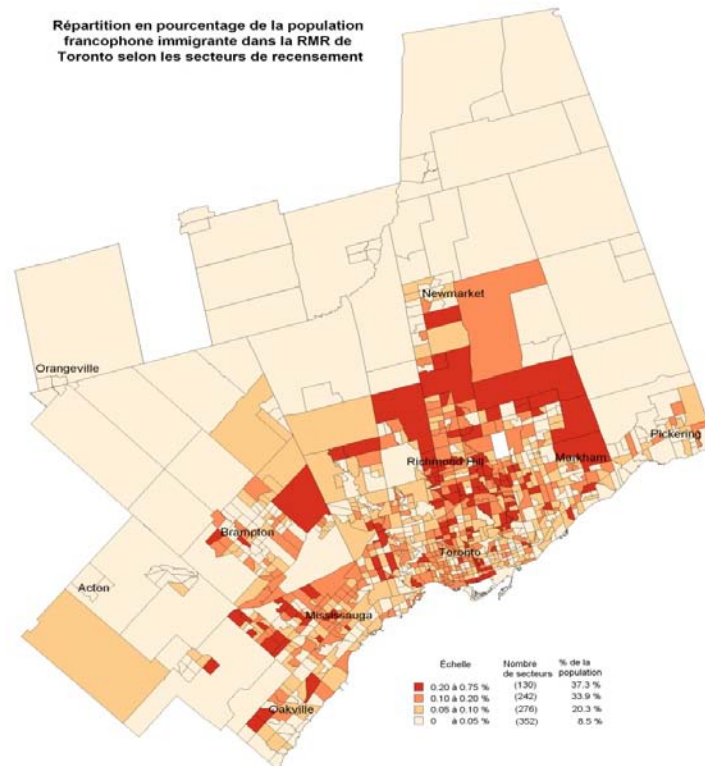 Répartition en pourcentage de la population
francophone immigrante dans la RMR de
Toronto selon les secteurs de recensement
Newmarket
Orangeville
Pickering
Richmond Hill
Markham
Brampton
Toronto
Acton
Mississauga
Oakville
Échelle Nombre de secteurs % de la population
0.20 à 0.75 % (130) 37.3 %
0.10 à 0.20 % (242) 33.9 %
0.05 à 0.10 % (276) 20.3 %
0 à 0.05 % (352) 8.5 %